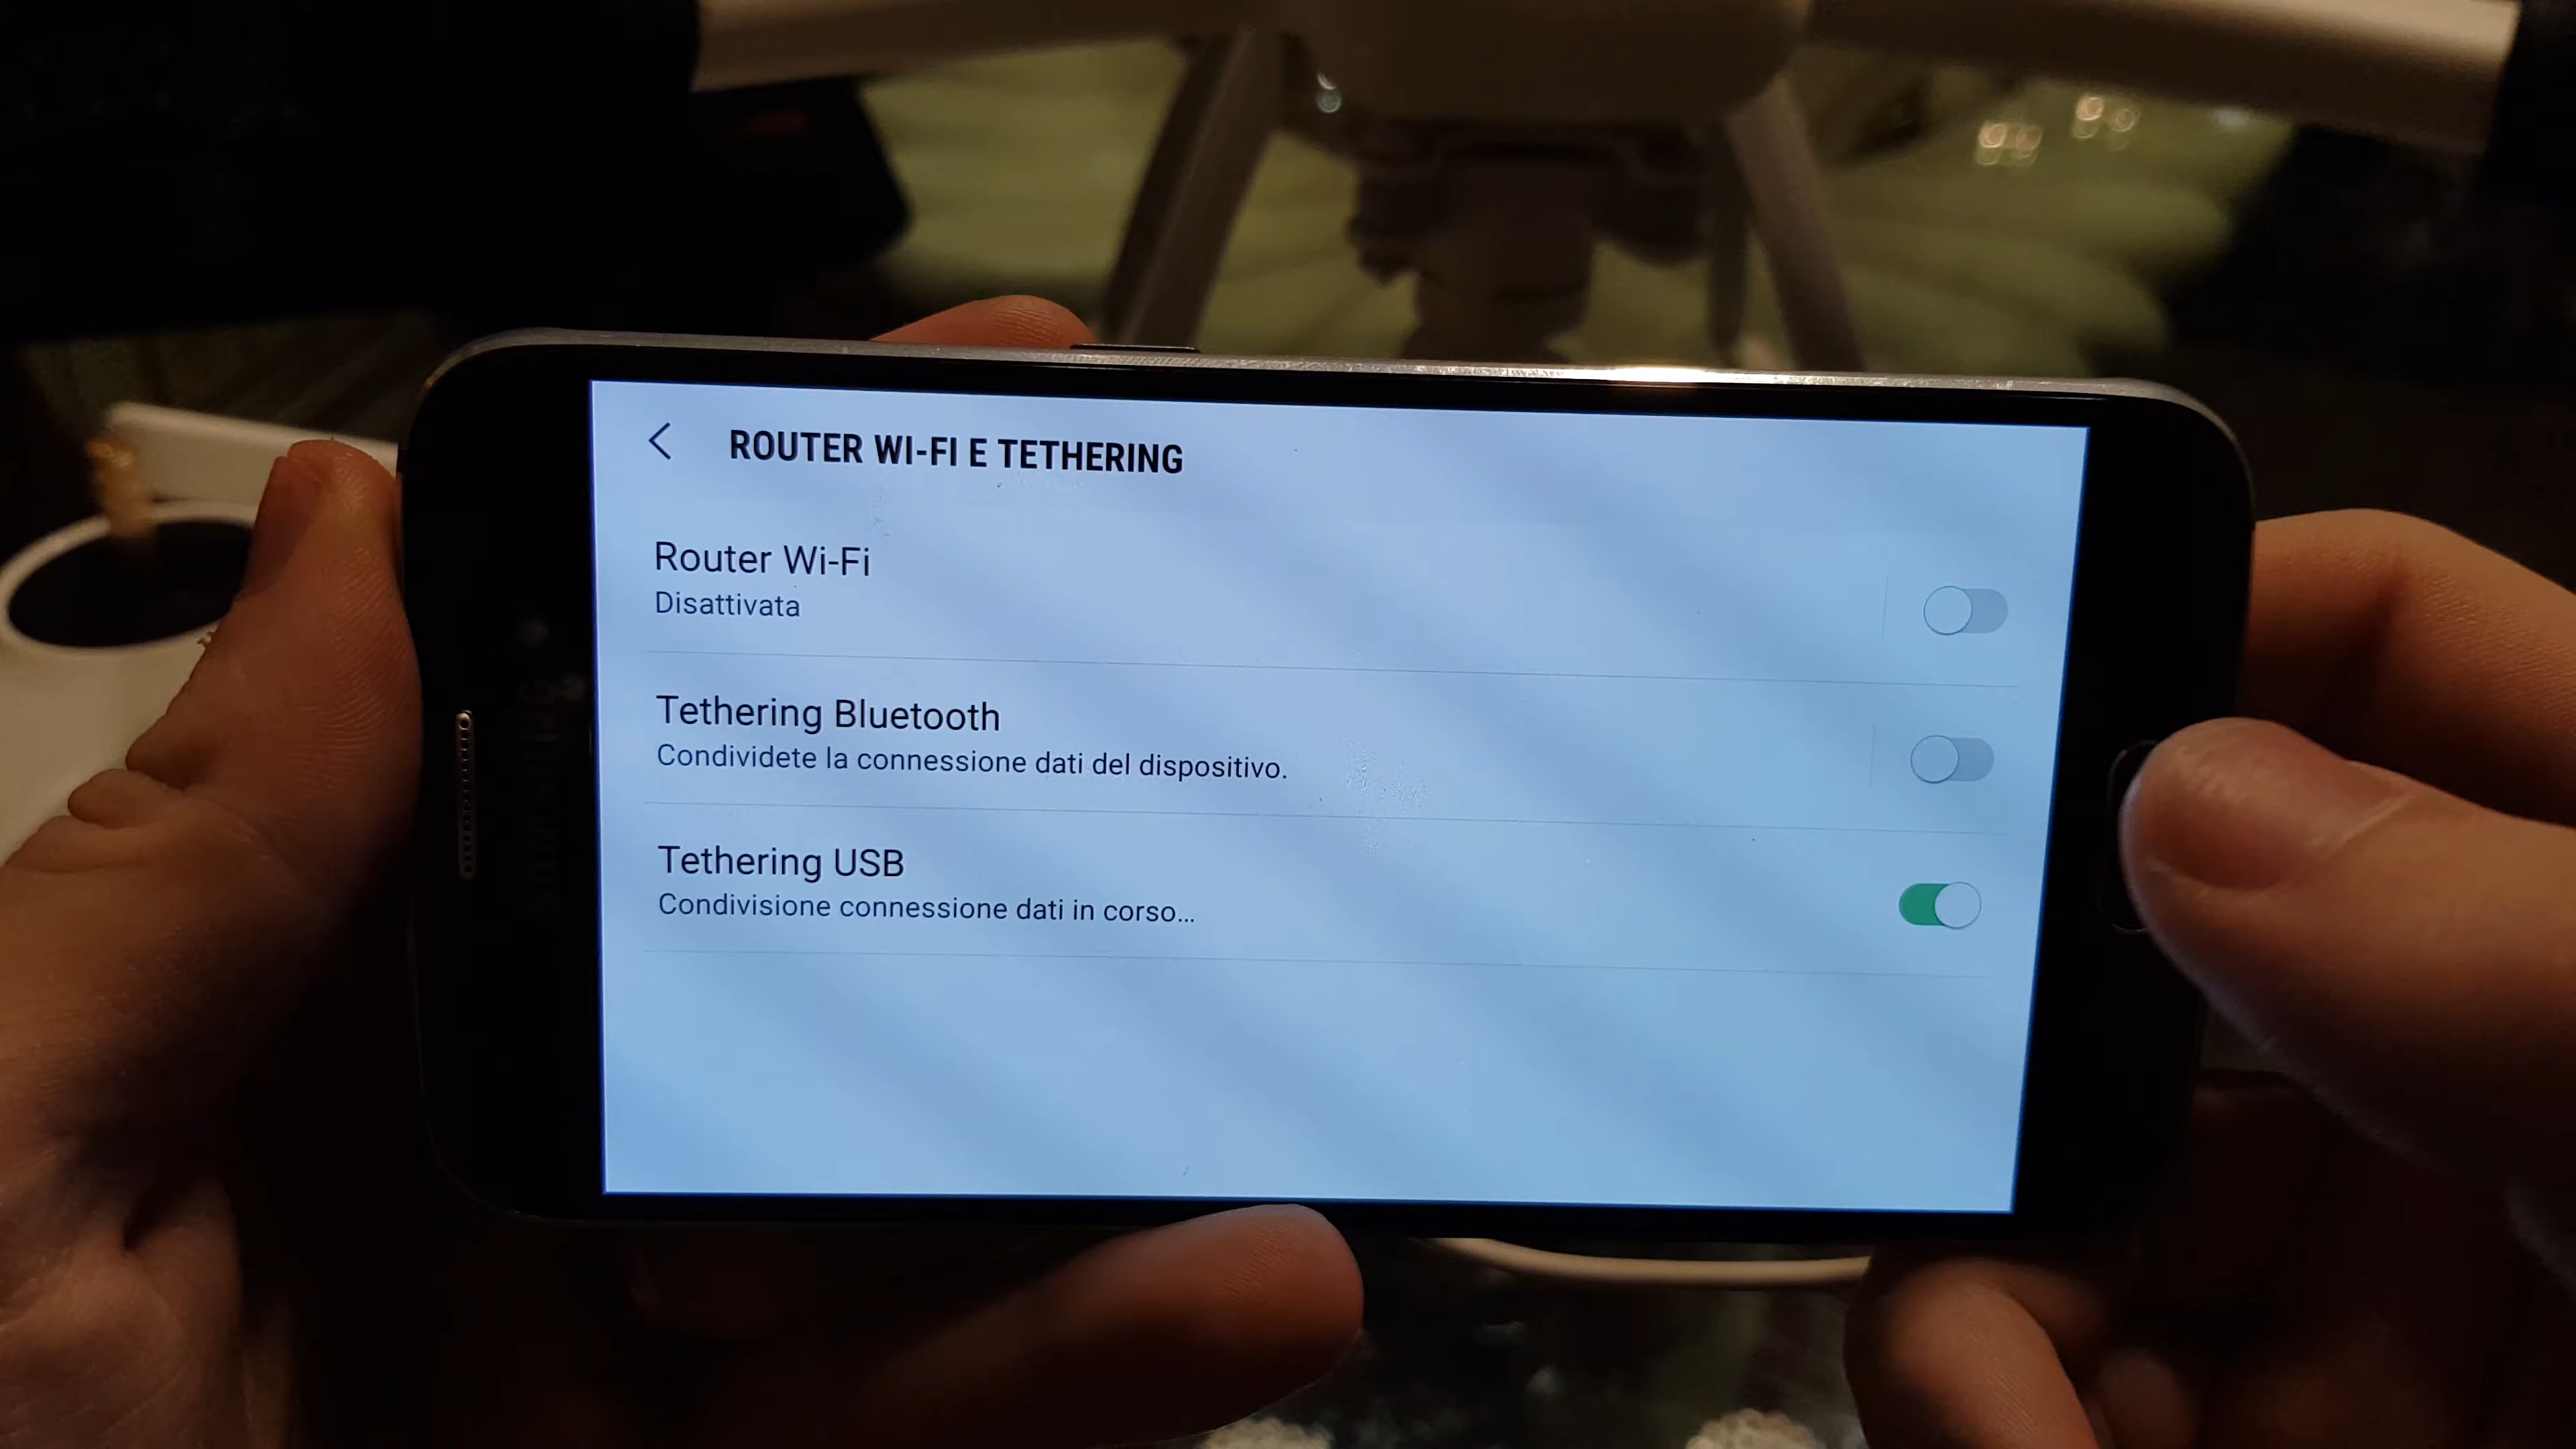 ROUTER WI-FI E TETHERING
Router Wi-Fi
Disattivata
Tethering Bluetooth
Condividete la connessione dati del dispositivo.
Tethering USB
Condivisione connessione dati in corso...